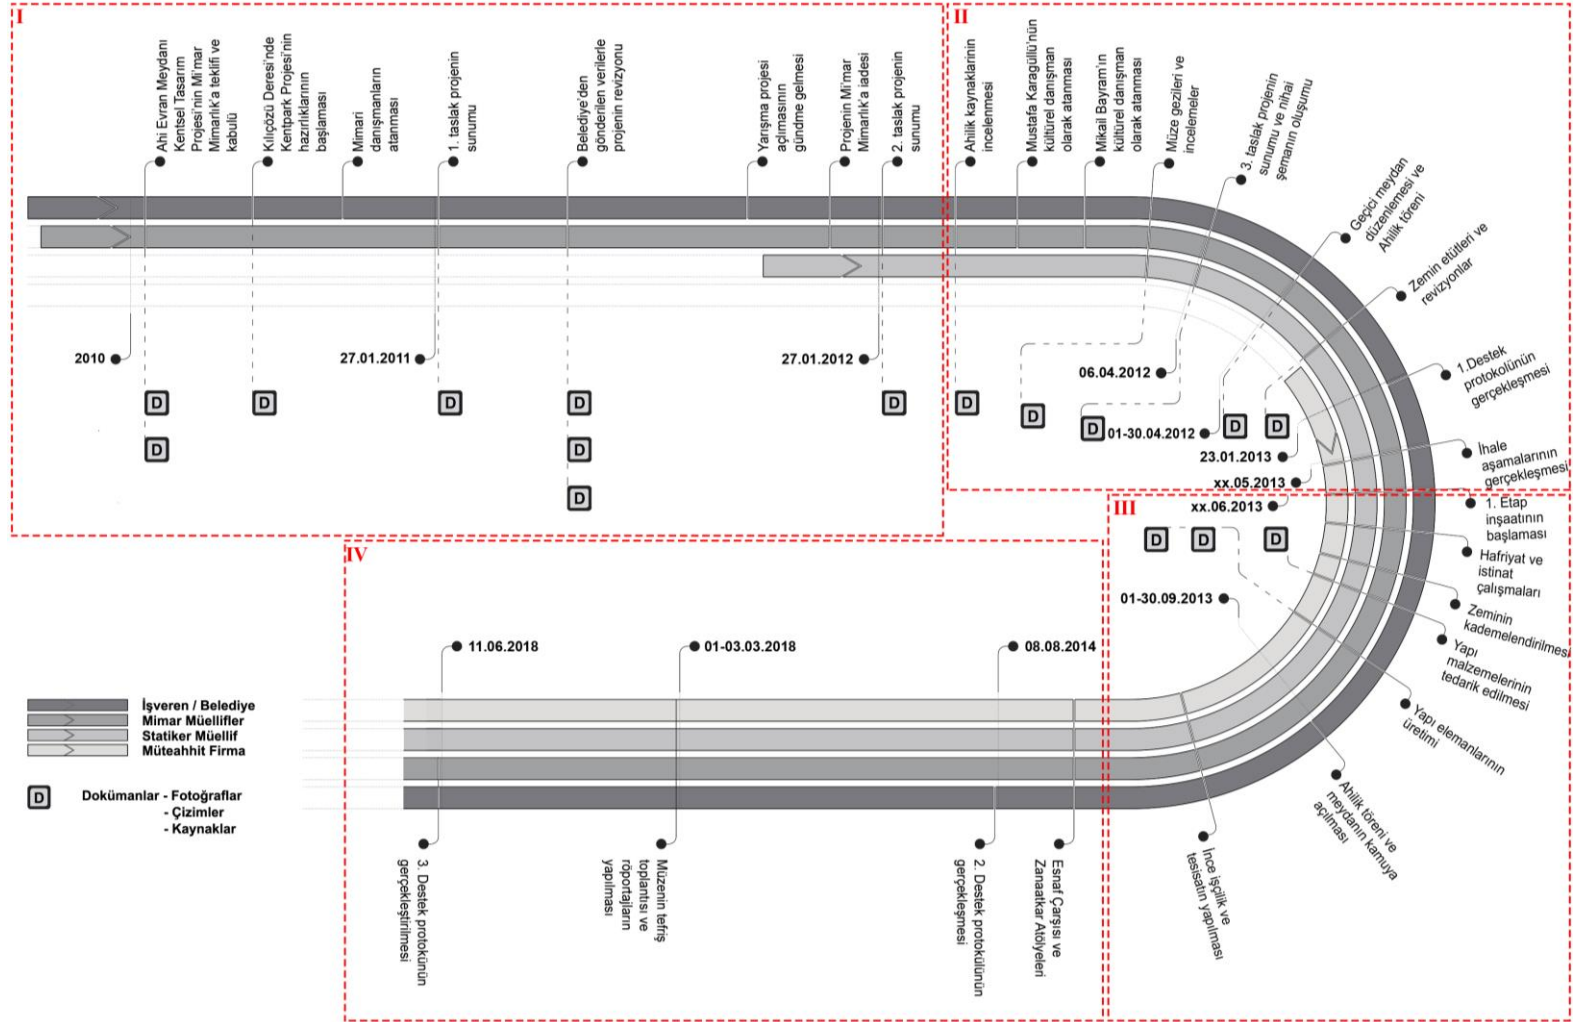 I
Ahi Evran Meydanı
Kentsel Tasarım
Projesi'nin Mi'mar
Mimarlık'a teklifi ve
kabulü
Kılıçözü Deresi'nde
Kentpark Projesi'nin
hazırlıklarının
başlaması
Mimari
danışmanların
atanması
1. taslak projenin
sunumu
Belediye'den
gönderilen verilerle
projenin revizyonu
Yarışma projesi
açlımasının
gündme gelmesi
Projenin Mi'mar
Mimarlık'a iadesi
2. taslak projenin
sunumu
2010
27.01.2011
27.01.2012
D
D
D
D
D
D
D
D
II
Ahilik kaynaklarinin
incelenmesi
Mustafa Karagüllü'nün
kültürel danışman
olarak atanması
Mikail Bayram'ın
kültürel danışman
olarak atanması
Müze gezileri ve
incelemeler
3. taslak projenin
sunumu ve nihai
şemanın oluşumu
Geçici meydan
düzenlemesi ve
Ahilik töreni
Zemin etütleri ve
revizyonlar
1.Destek
protokolünün
gerçekleşmesi
İhale
aşamalarının
gerçekleşmesi
06.04.2012
01-30.04.2012
23.01.2013
xx.05.2013
D
D
D
D
D
III
xx.06.2013
1. Etap
inşaatının
başlaması
Hafriyat ve
istinat
çalışmaları
Zeminin
kademelendirilmesi
Yapı
malzemelerinin
tedarik edilmesi
Yapı elemanlarının
üretimi
Ahilik töreni ve
meydanın kamuya
açılması
İnce işçilik ve
tesisatın yapılması
D
D
D
01-30.09.2013
IV
11.06.2018
01-03.03.2018
08.08.2014
3. Destek protokünün
gerçekleştirilmesi
Müzenin tefriş
toplantısı ve
röportajların
yapılması
2. Destek protokülünün
gerçekleşmesi
Esnaf Çarşısı ve
Zanaatkar Atölyeleri
İşveren / Belediye
Mimar Müellifler
Statiker Müellif
Müteahhit Firma
D
Dokümanlar - Fotoğraflar
- Çizimler
- Kaynaklar